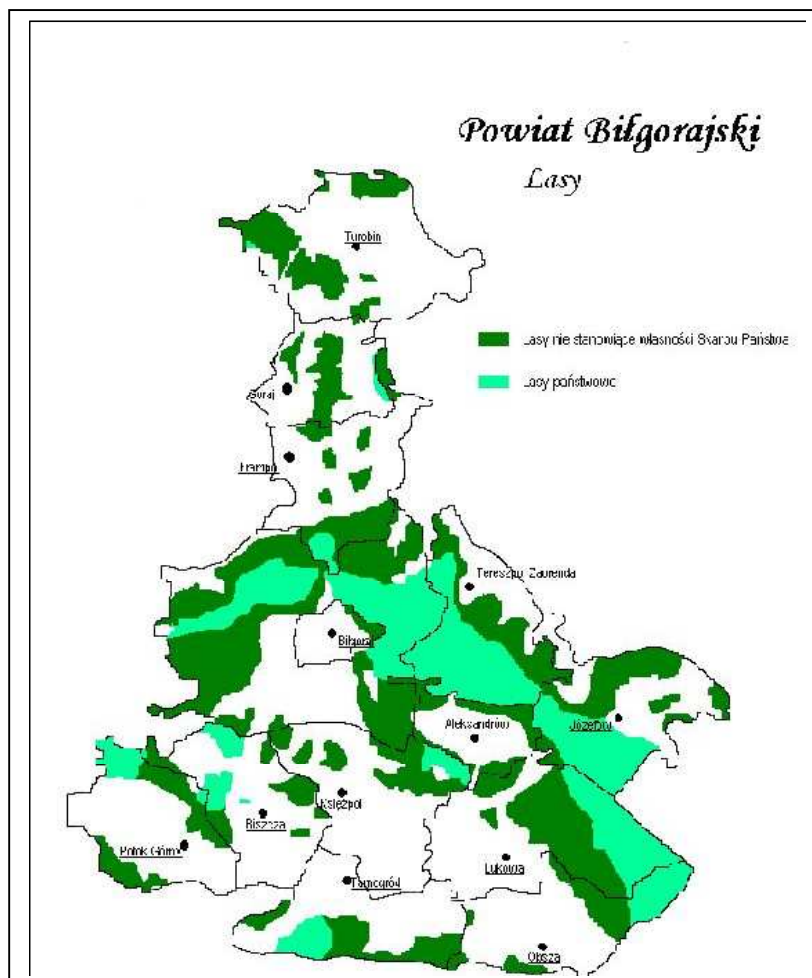 Powiat Biłgorajski
Lasy
Turobin
Lasy nie stanowiące własności Skarbu Państwa
Lasy państwowe
Goraj
Frampol
Tereszpol Zaorenda
Biłgoraj
Aleksandrów
Józefów
Księżpol
Biszcza
Potok Górny
Łukowa
Tarnogród
Obsza